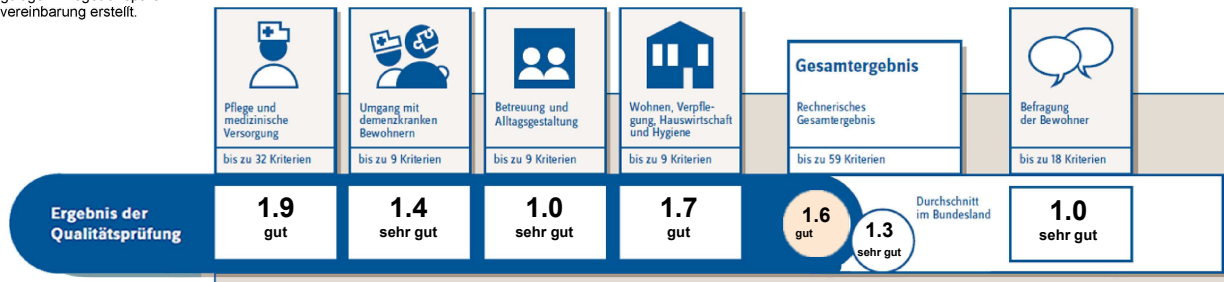 vereinbarung erstellt.
Pflege und
medizinische
Versorgung
bis zu 32 Kriterien
Umgang mit
demenzkranken
Bewohnern
bis zu 9 Kriterien
Betreuung und
Alltagsgestaltung
bis zu 9 Kriterien
Wohnen, Verpfle-
gung, Hauswirtschaft
und Hygiene
bis zu 9 Kriterien
Gesamtergebnis
Rechnerisches
Gesamtergebnis
bis zu 59 Kriterien
Befragung
der Bewohner
bis zu 18 Kriterien
Ergebnis der
Qualitätsprüfung
1.9
gut
1.4
sehr gut
1.0
sehr gut
1.7
gut
1.6
gut
1.3
sehr gut
Durchschnitt
im Bundesland
1.0
sehr gut